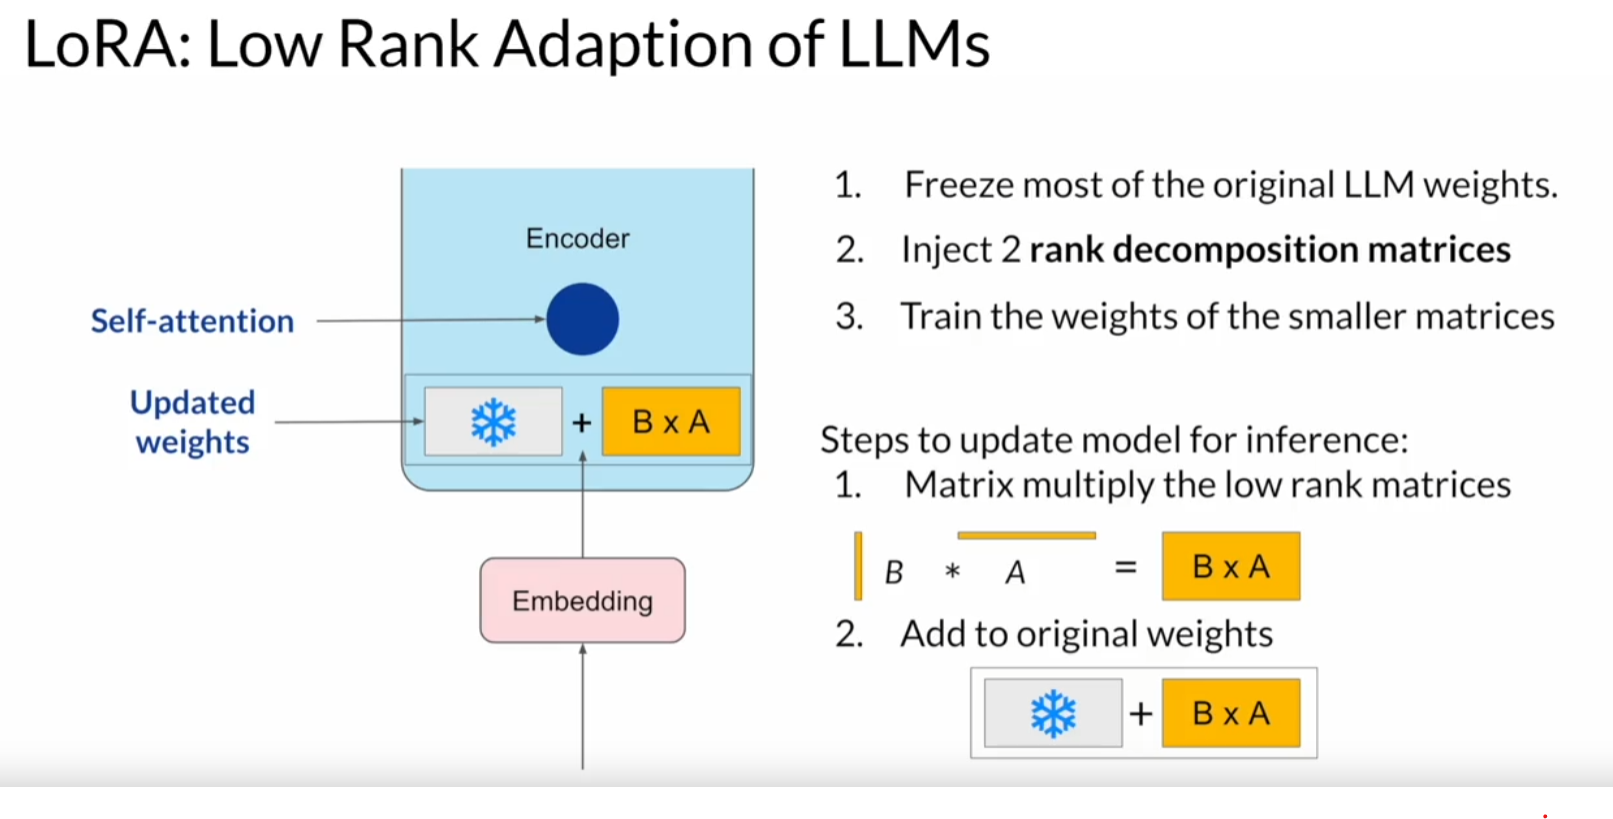 LoRA: Low Rank Adaption of LLMs
Encoder
Self-attention
Updated
weights
+
B x A
Embedding
1. Freeze most of the original LLM weights.
2. Inject 2 rank decomposition matrices
3. Train the weights of the smaller matrices
Steps to update model for inference:
1. Matrix multiply the low rank matrices
B * A = B x A
2. Add to original weights
+ B x A